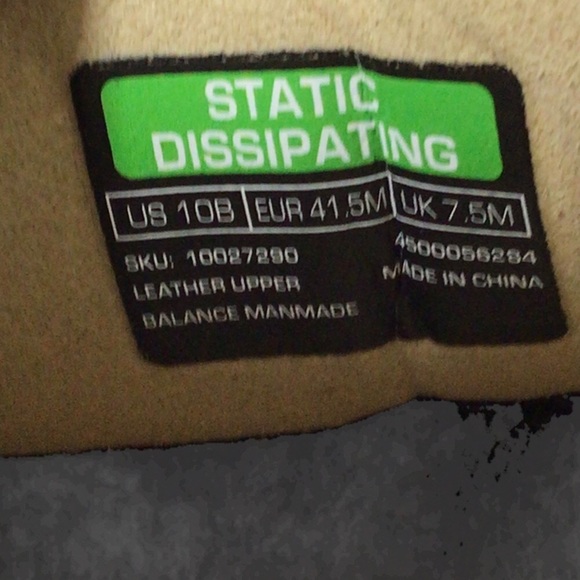 STATIC
DISSIPATING
US 10B EUR 41.5M UK 7.5M
SKU: 10027290 4500056284
LEATHER UPPER MADE IN CHINA
BALANCE MANMADE